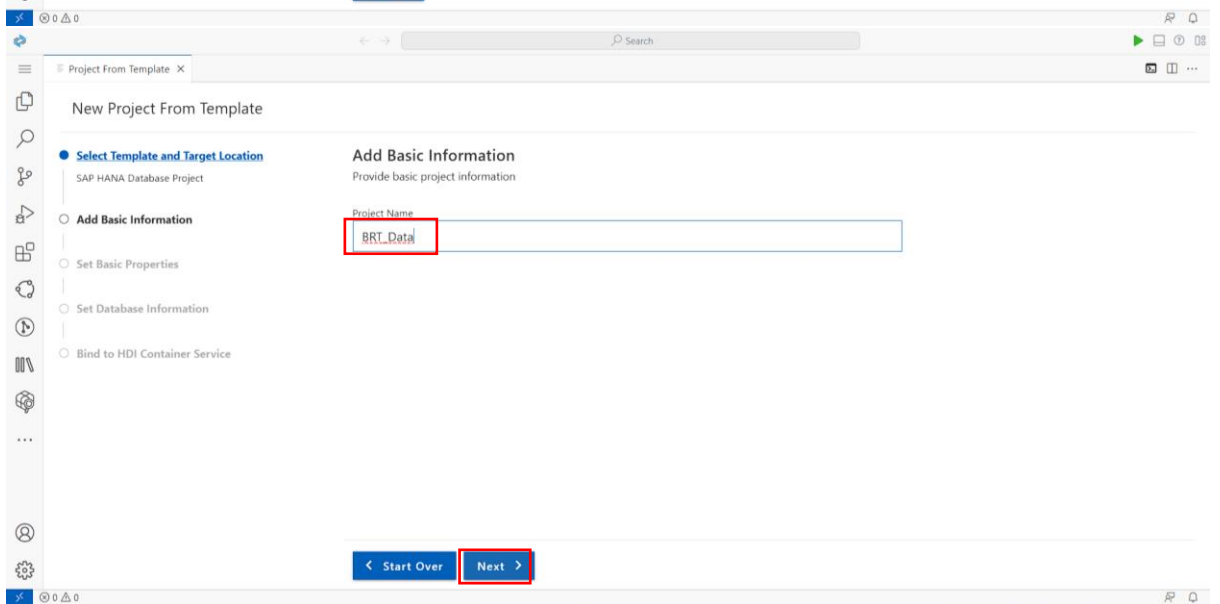 0 0
Search
Project From Template
New Project From Template
Select Template and Target Location
SAP HANA Database Project
Add Basic Information
Set Basic Properties
Set Database Information
Bind to HDI Container Service
Add Basic Information
Provide basic project information
Project Name
BRT_Data
Start Over
Next
0 0